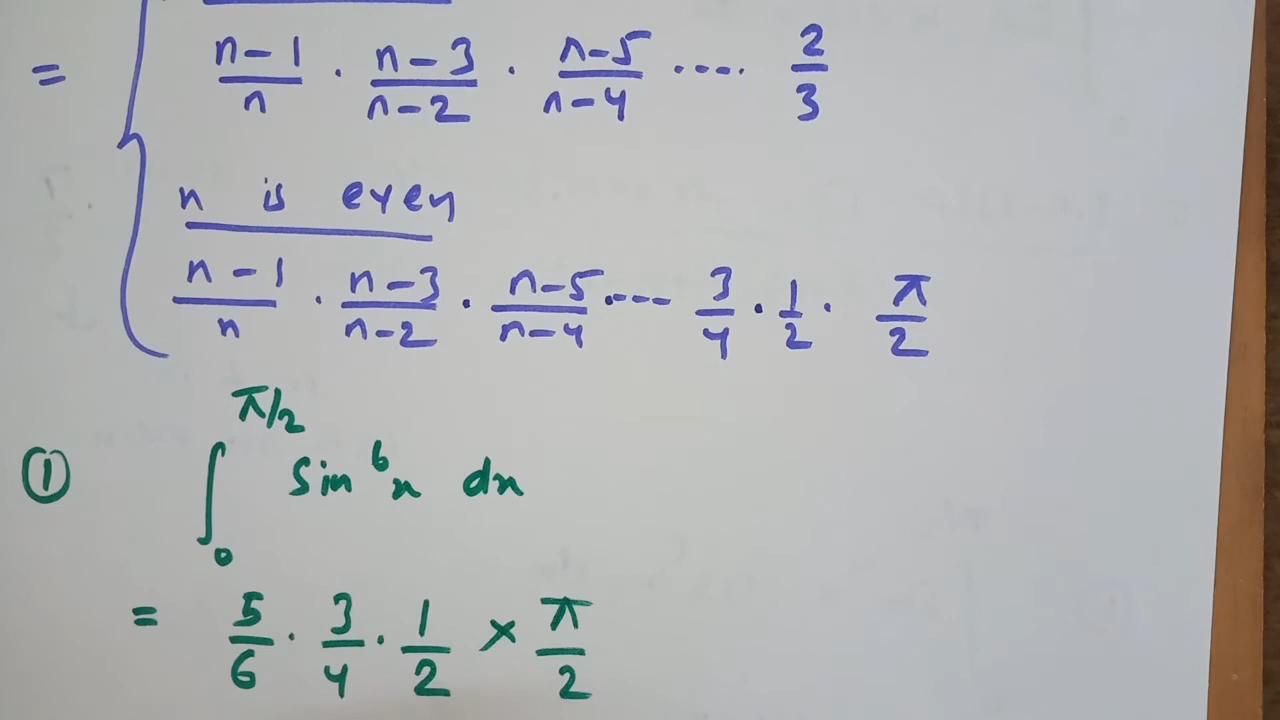 = { n-1/n · n-3/n-2 · n-5/n-4 ···· 2/3
n is even
n-1/n · n-3/n-2 · n-5/n-4 ···· 3/4 · 1/2 · π/2
① ∫₀^π/2 Sin⁶x dx
= 5/6 · 3/4 · 1/2 × π/2